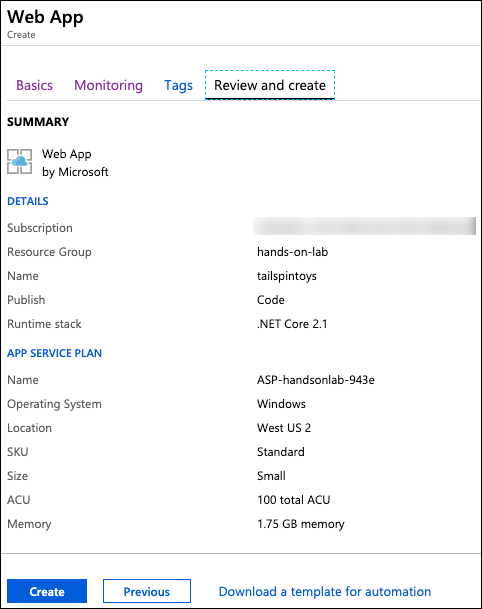 Web App
Create
Basics Monitoring Tags Review and create
SUMMARY
Web App
by Microsoft
DETAILS
Subscription
Resource Group hands-on-lab
Name tailspintoys
Publish Code
Runtime stack .NET Core 2.1
APP SERVICE PLAN
Name ASP-handsonlab-943e
Operating System Windows
Location West US 2
SKU Standard
Size Small
ACU 100 total ACU
Memory 1.75 GB memory
Create Previous Download a template for automation